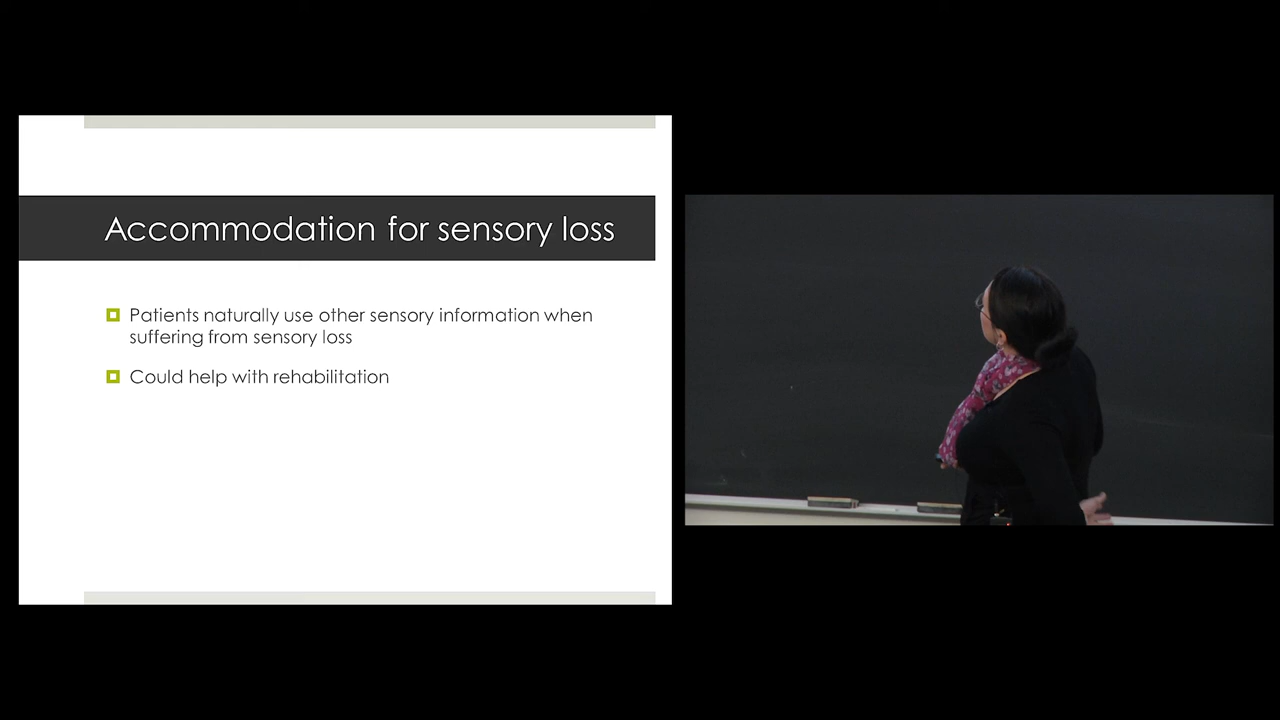 Accommodation for sensory loss
Patients naturally use other sensory information when
suffering from sensory loss
Could help with rehabilitation